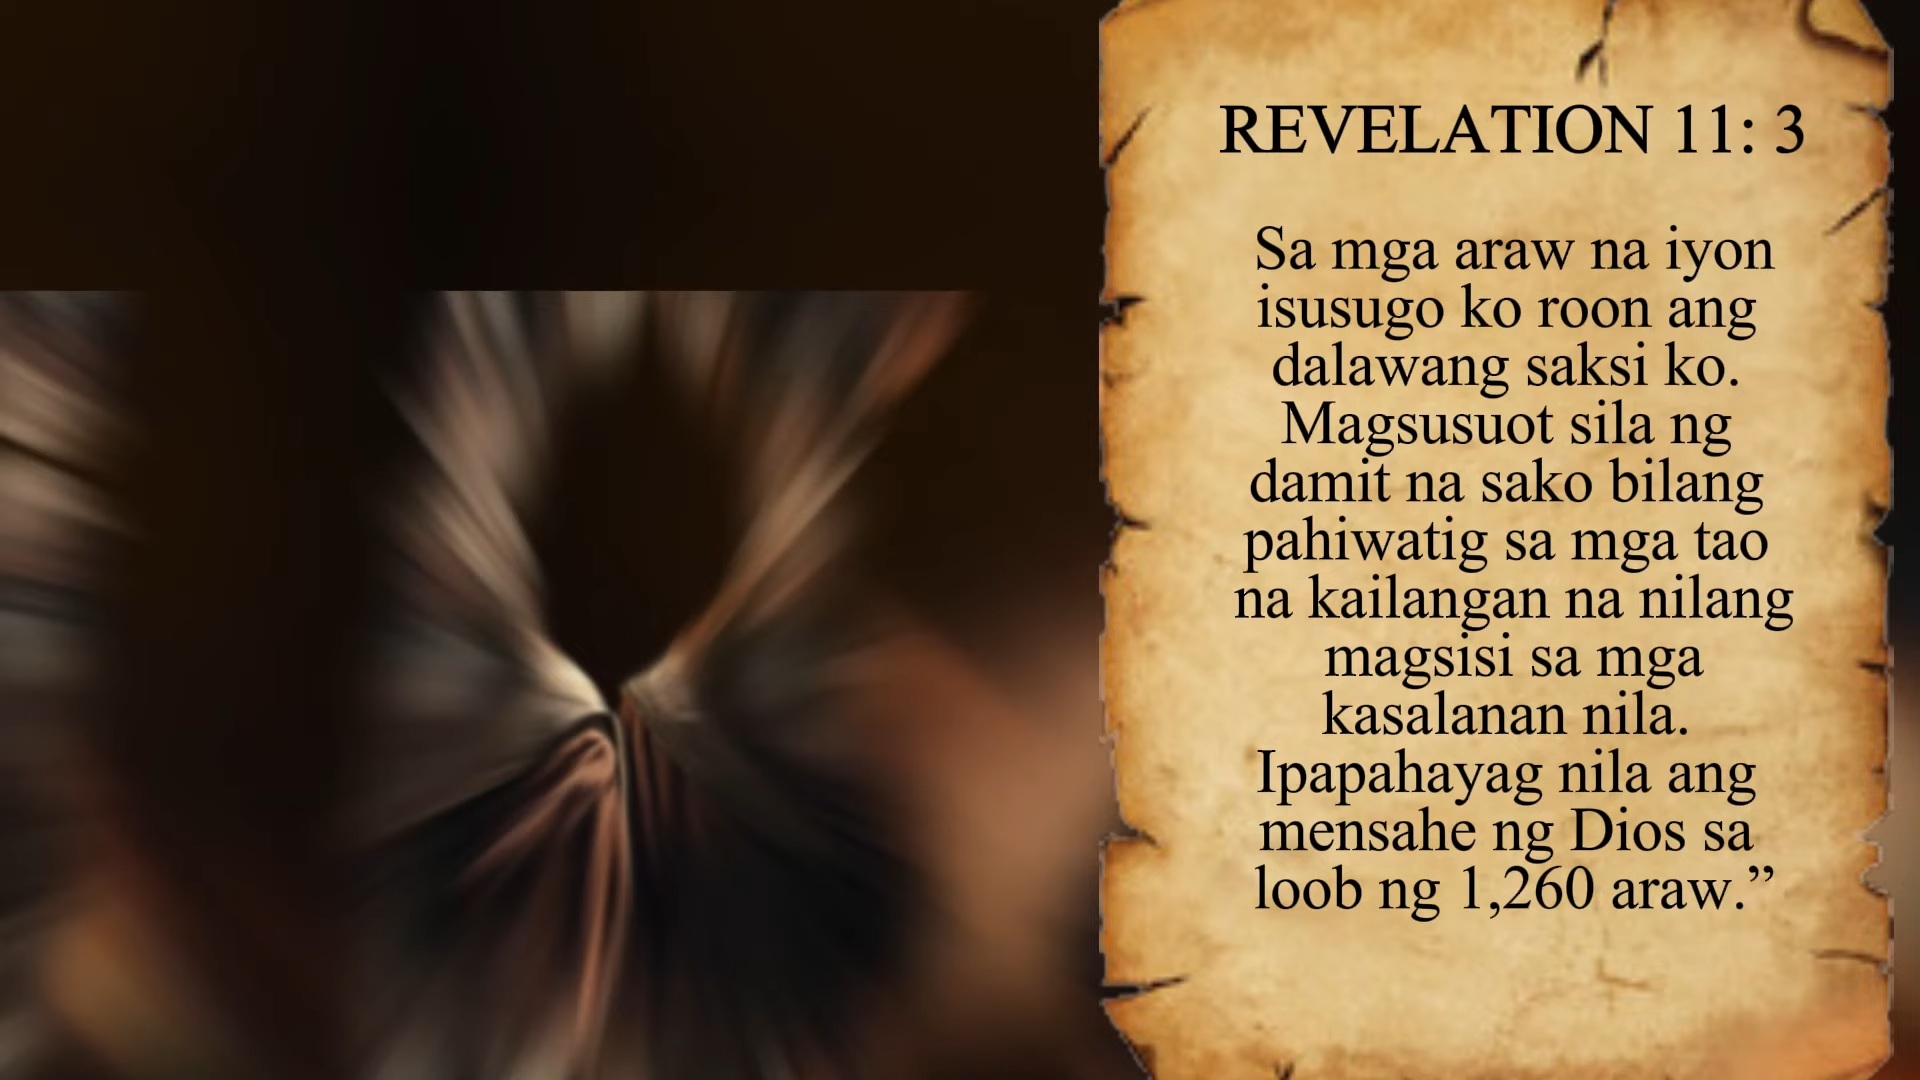 REVELATION 11: 3
Sa mga araw na iyon
isusugo ko roon ang
dalawang saksi ko.
Magsusuot sila ng
damit na sako bilang
pahiwatig sa mga tao
na kailangan na nilang
magsisi sa mga
kasalanan nila.
Ipapahayag nila ang
mensahe ng Dios sa
loob ng 1,260 araw.”